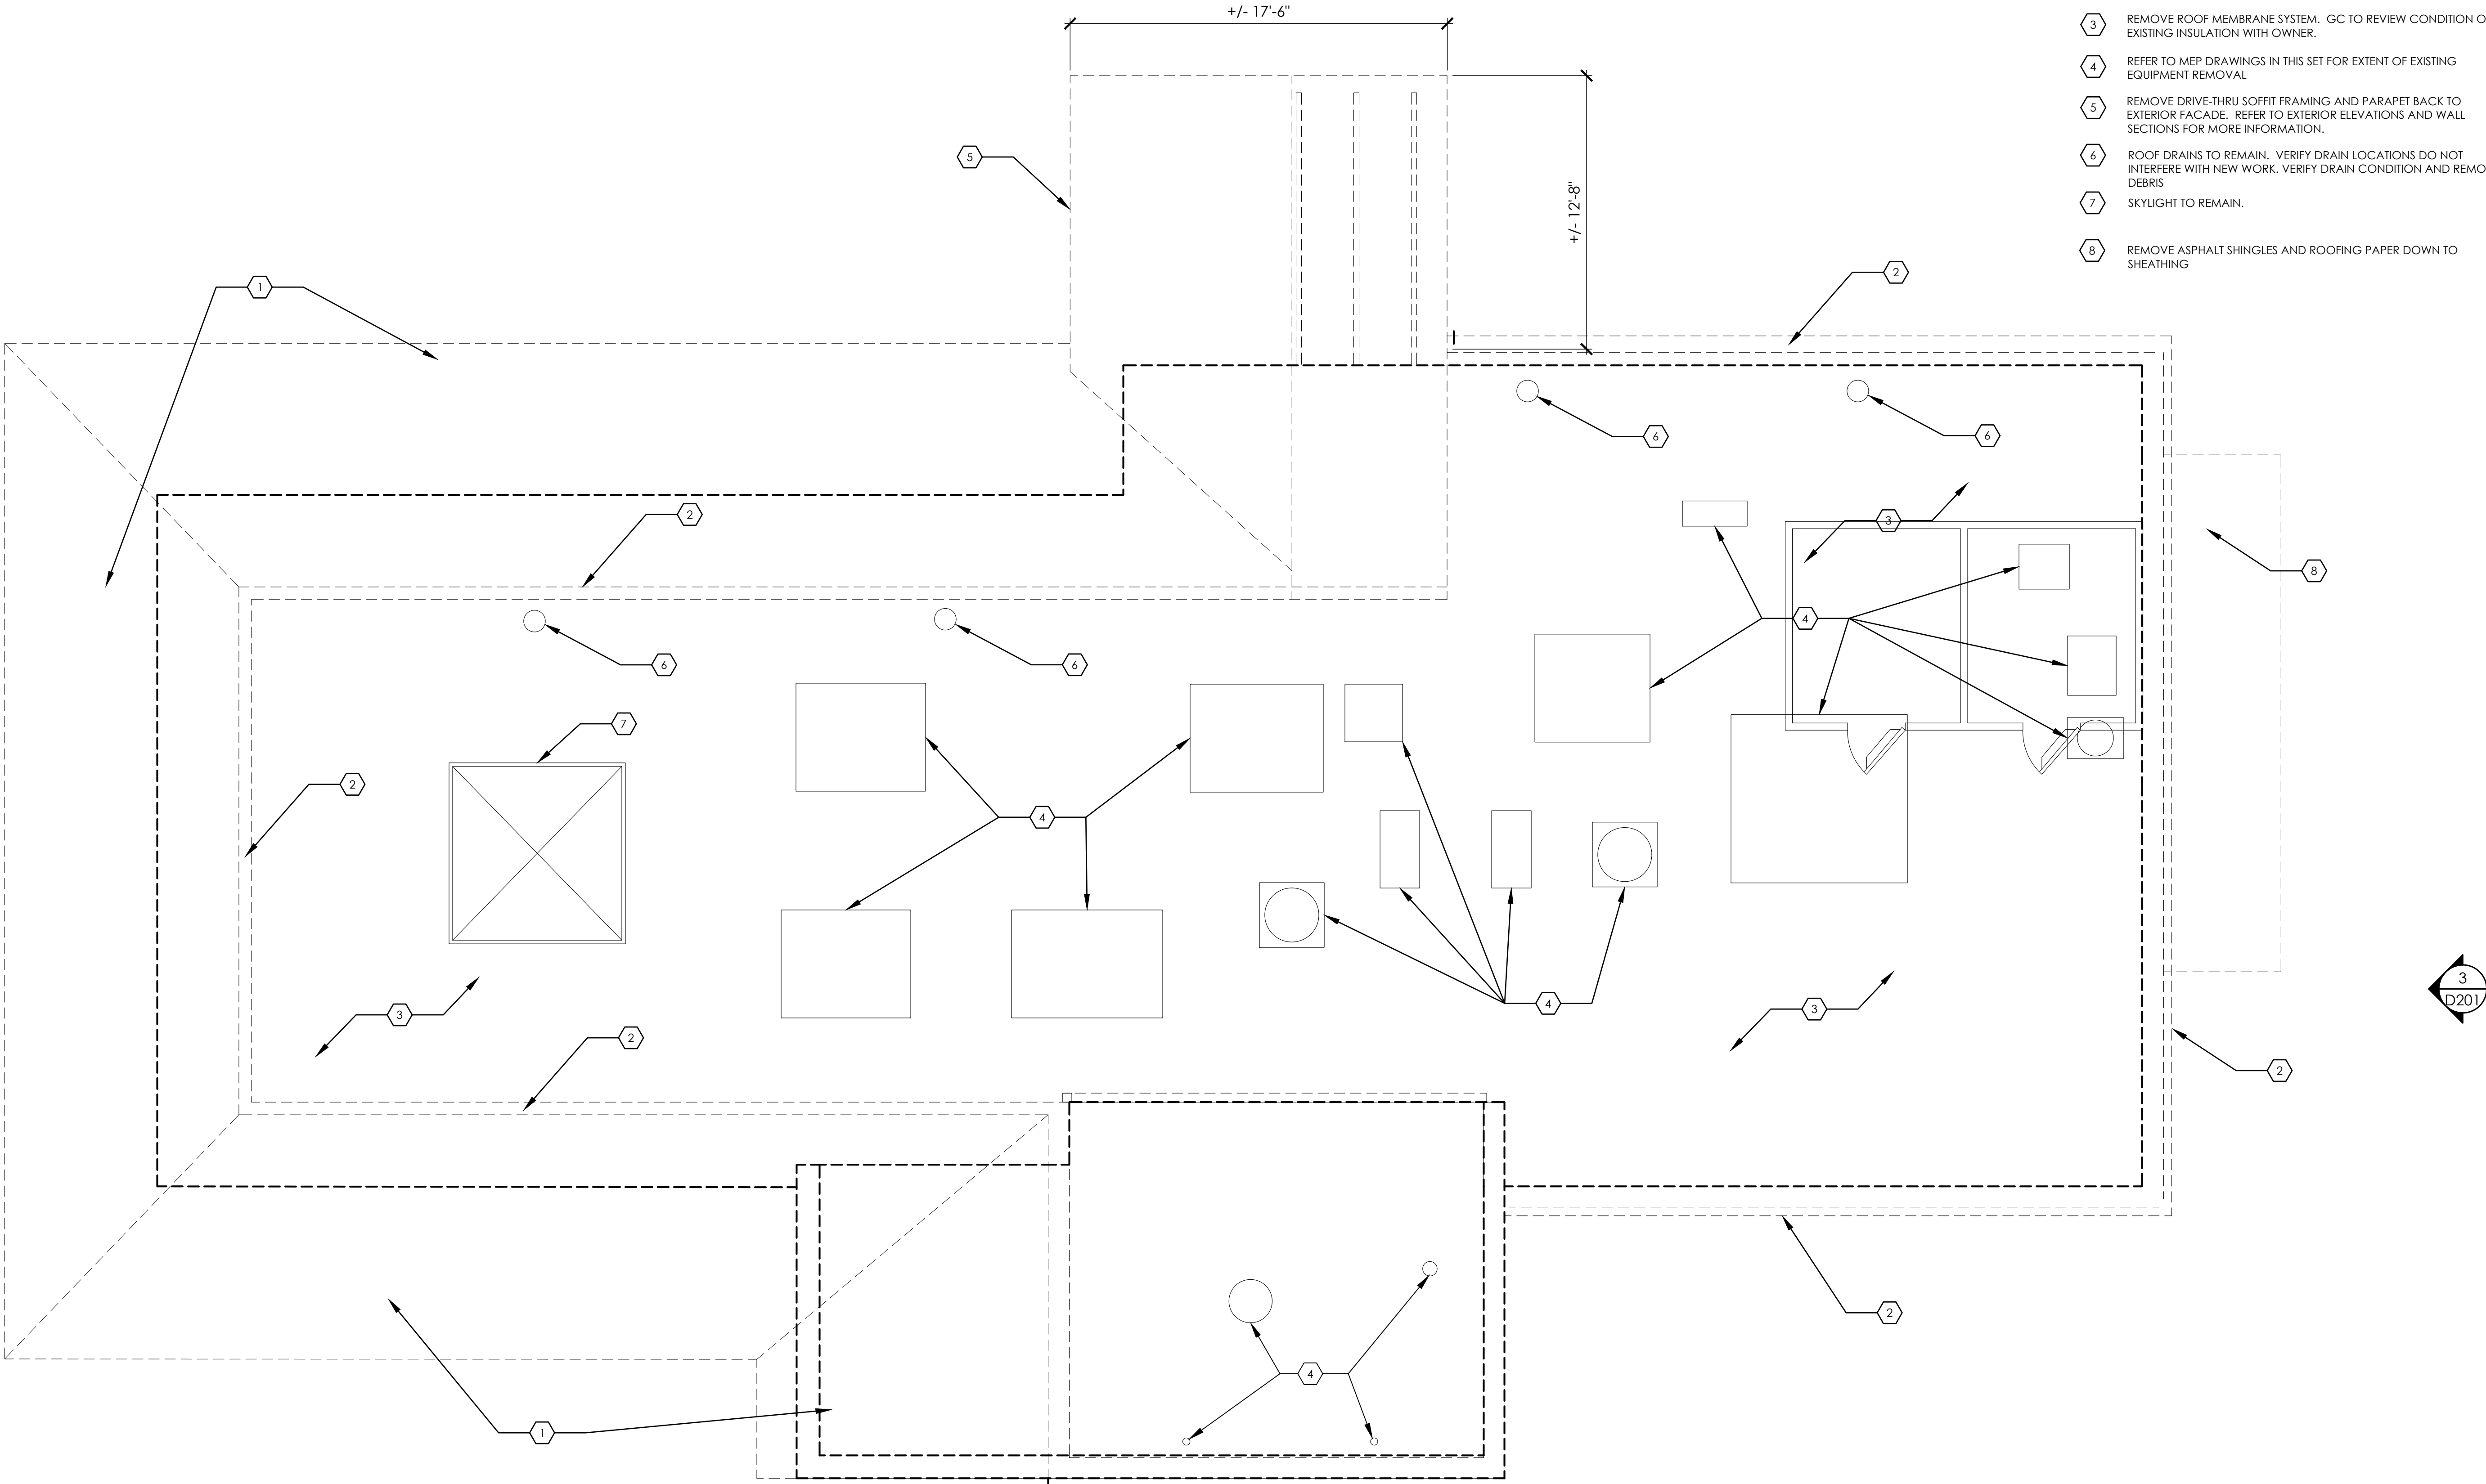 +/- 17'-6"
3 REMOVE ROOF MEMBRANE SYSTEM. GC TO REVIEW CONDITION O
EXISTING INSULATION WITH OWNER.
4 REFER TO MEP DRAWINGS IN THIS SET FOR EXTENT OF EXISTING
EQUIPMENT REMOVAL
5 REMOVE DRIVE-THRU SOFFIT FRAMING AND PARAPET BACK TO
EXTERIOR FACADE. REFER TO EXTERIOR ELEVATIONS AND WALL
SECTIONS FOR MORE INFORMATION.
6 ROOF DRAINS TO REMAIN. VERIFY DRAIN LOCATIONS DO NOT
INTERFERE WITH NEW WORK. VERIFY DRAIN CONDITION AND REMO
DEBRIS
7 SKYLIGHT TO REMAIN.
8 REMOVE ASPHALT SHINGLES AND ROOFING PAPER DOWN TO
SHEATHING
5
+/- 12'-8"
2
1
6
6
2
3
8
4
6
6
7
2
4
3
D201
4
3
3
2
2
2
4
1